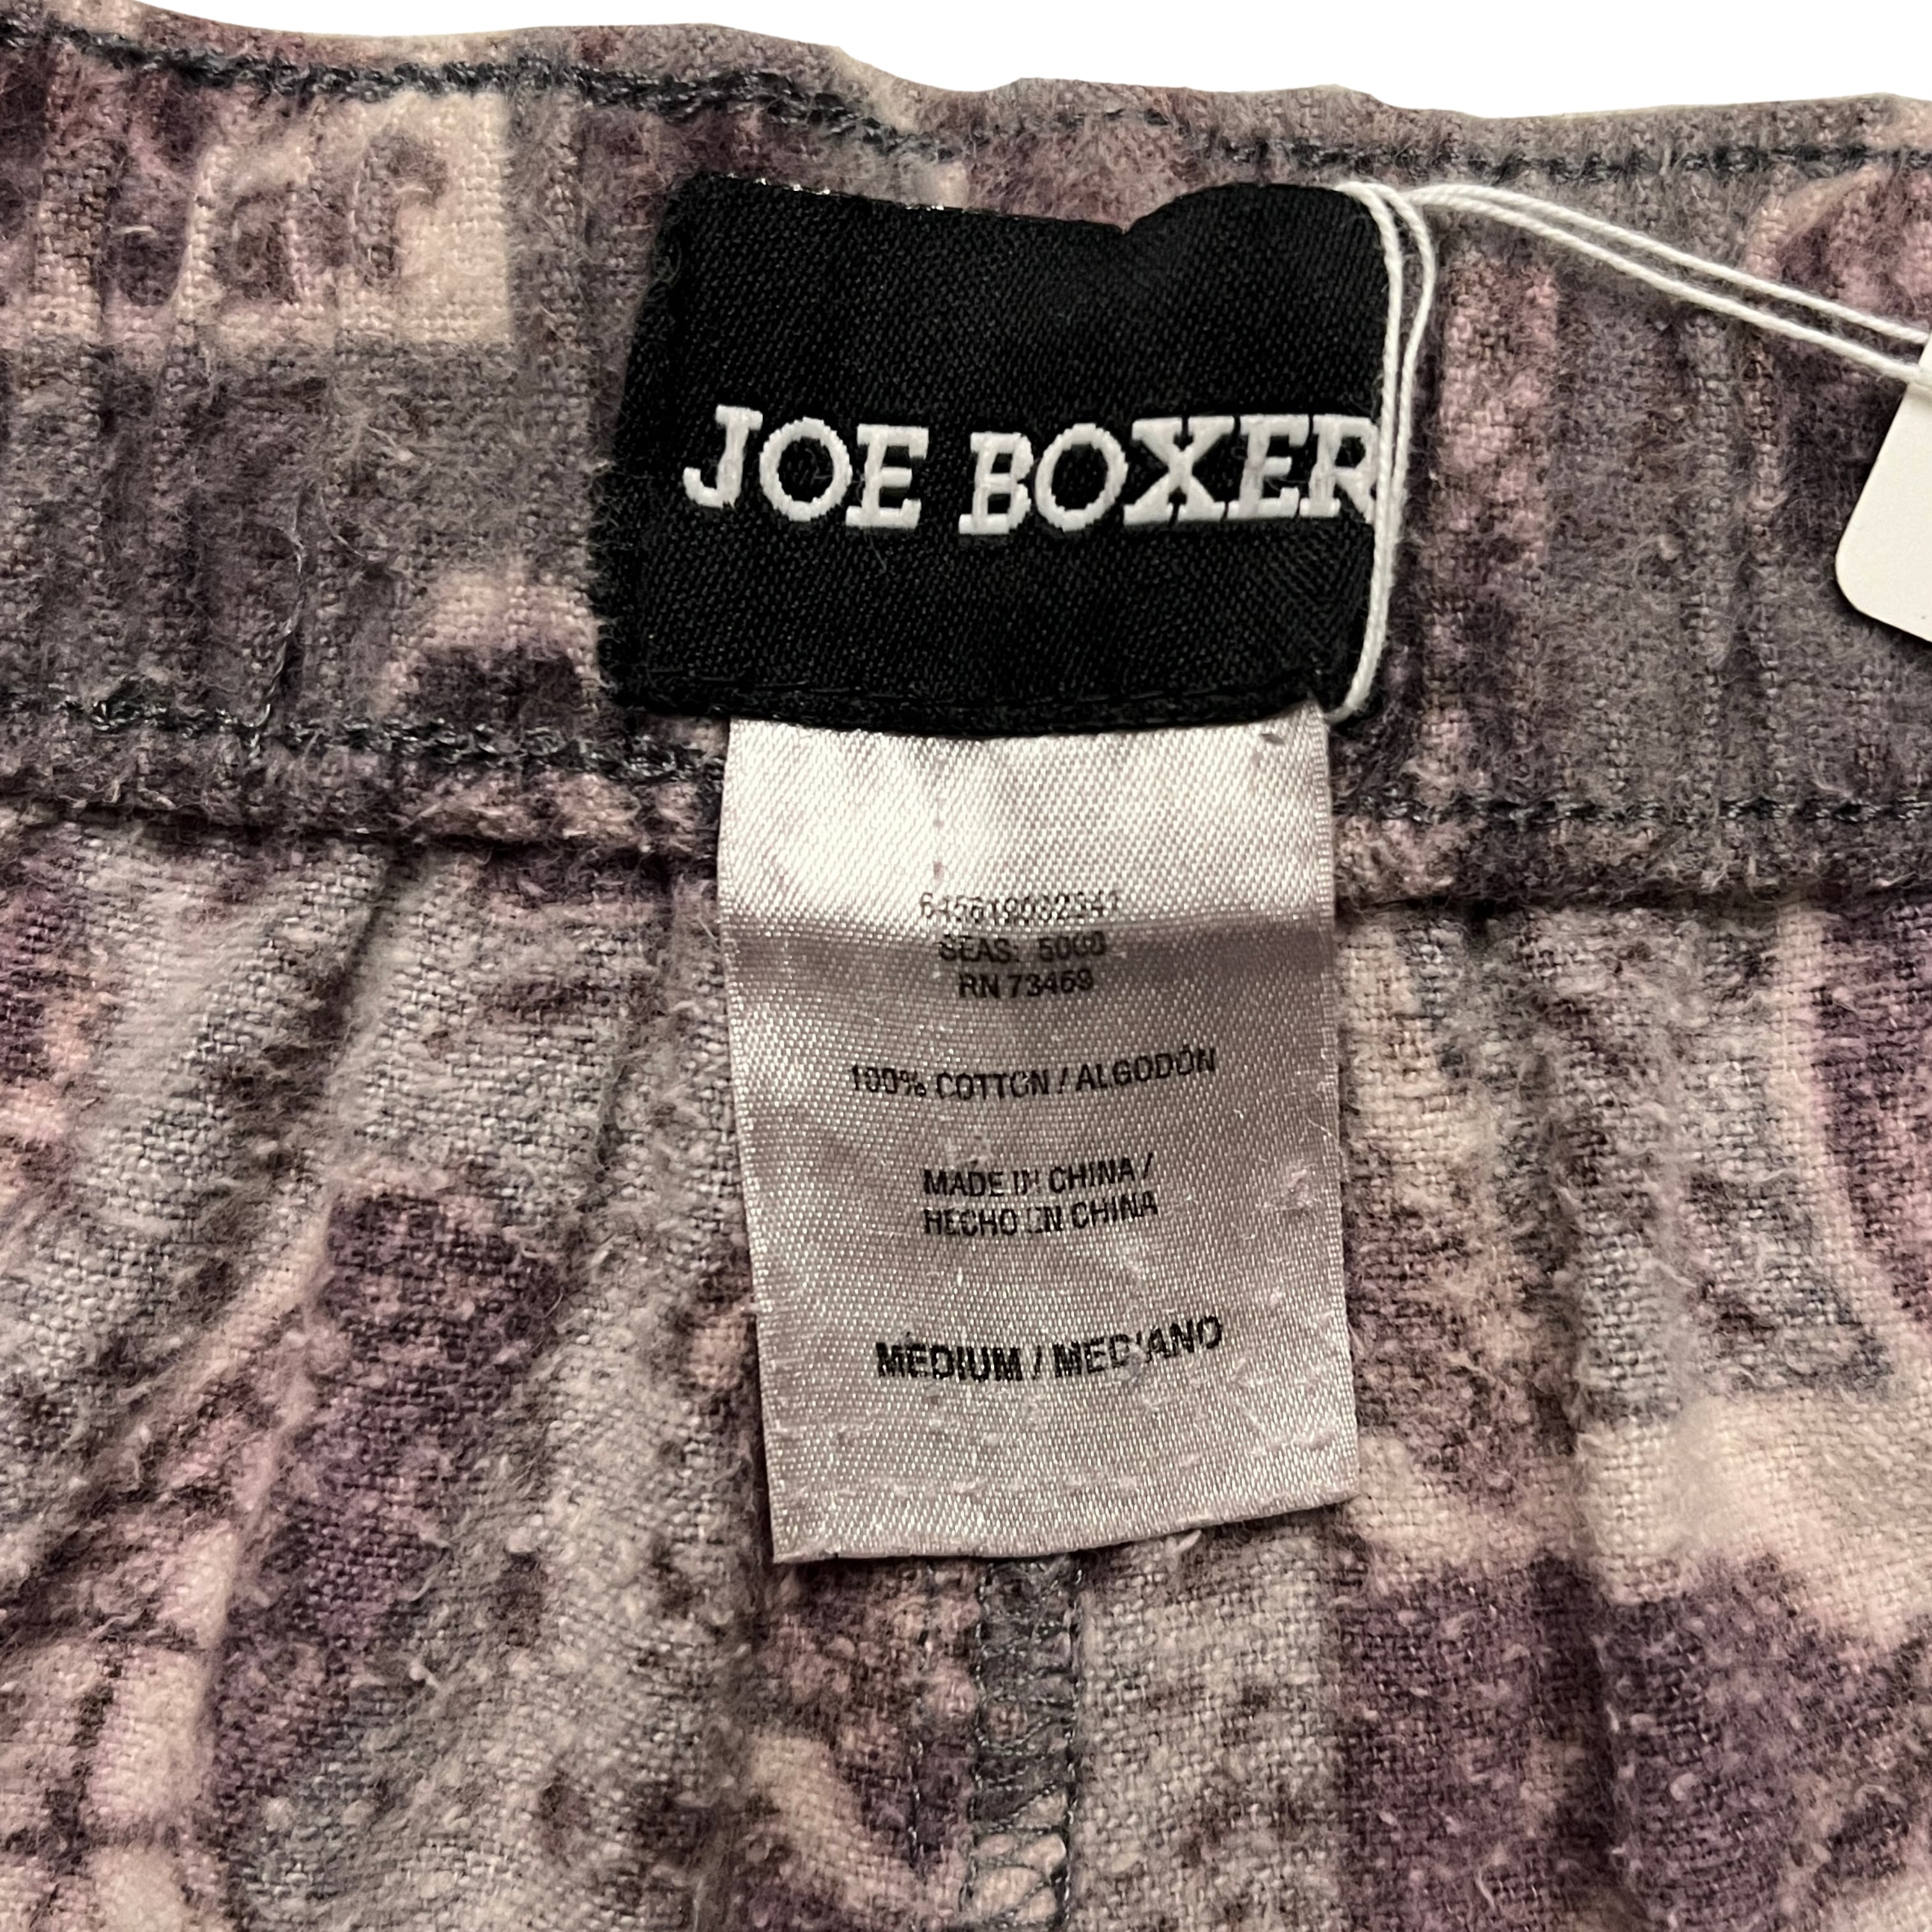 JOE BOXER
SEAS: 5000
RN 73469
100% COTTON / ALGODÓN
MADE IN CHINA /
HECHO EN CHINA
MEDIUM / MEDIANO